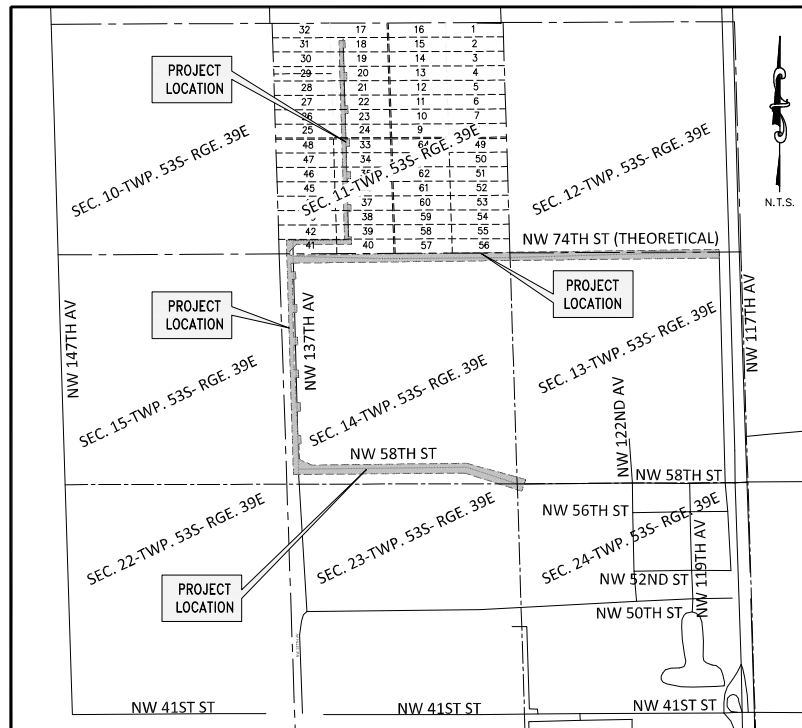 32 17 16 1
31 18 15 2
30 19 14 3
29 20 13 4
28 21 12 5
27 22 11 6
26 23 10 7
25 24 9
48 33 64 49
47 34 50
46 62 51
45 61 52
37 60 53
38 59 54
42 39 58 55
41 40 57 56
PROJECT
LOCATION
N.T.S.
SEC. 10-TWP. 53S- RGE. 39E
SEC. 11-TWP. 53S- RGE. 39E
SEC. 12-TWP. 53S- RGE. 39E
NW 74TH ST (THEORETICAL)
PROJECT
LOCATION
PROJECT
LOCATION
NW 147TH AV
NW 137TH AV
NW 117TH AV
SEC. 15-TWP. 53S- RGE. 39E
SEC. 14-TWP. 53S- RGE. 39E
SEC. 13-TWP. 53S- RGE. 39E
NW 122ND AV
NW 58TH ST
NW 58TH ST
NW 56TH ST
SEC. 22-TWP. 53S- RGE. 39E
SEC. 23-TWP. 53S- RGE. 39E
SEC. 24-TWP. 53S- RGE. 39E
NW 119TH AV
NW 52ND ST
PROJECT
LOCATION
NW 50TH ST
NW 41ST ST
NW 41ST ST
NW 41ST ST